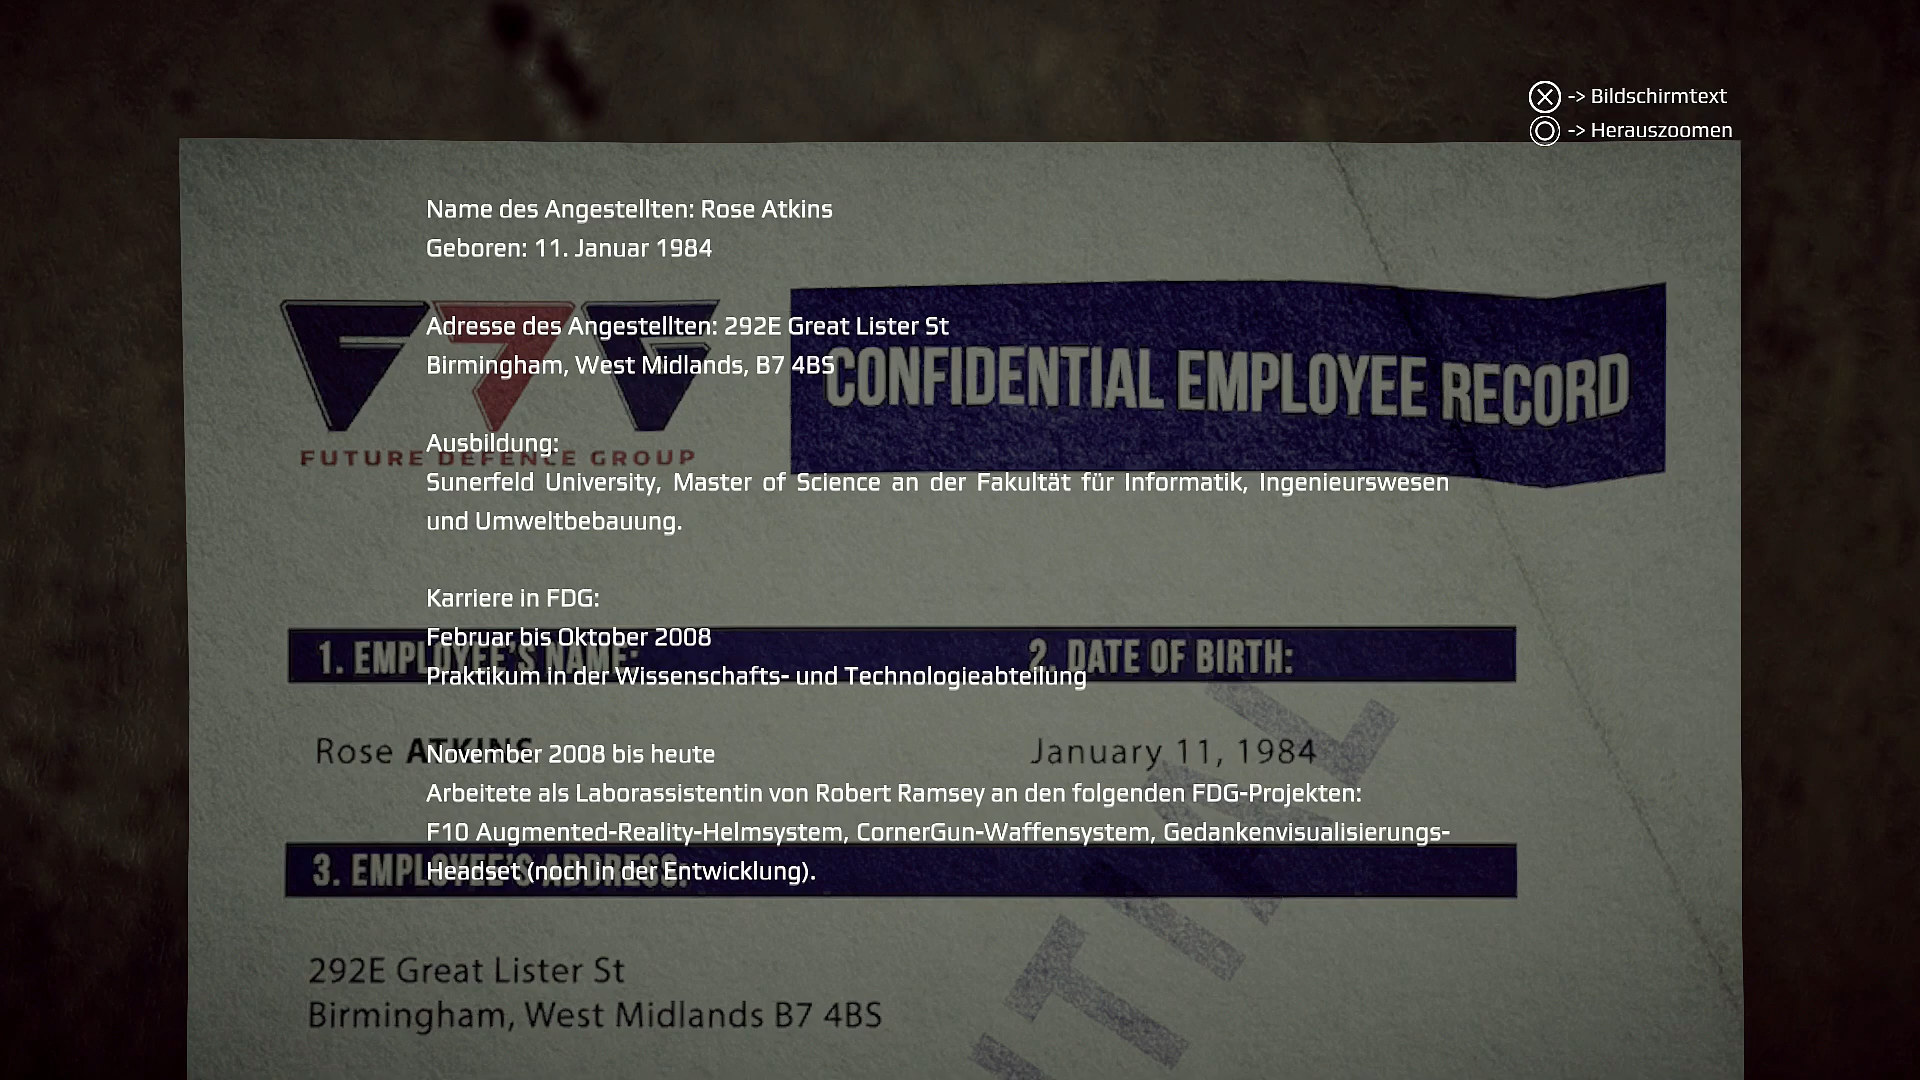 -> Bildschirmtext
-> Herauszoomen
Name des Angestellten: Rose Atkins
Geboren: 11. Januar 1984
Adresse des Angestellten: 292E Great Lister St
Birmingham, West Midlands, B7 4BS
Ausbildung:
Sunerfeld University, Master of Science an der Fakultät für Informatik, Ingenieurswesen
und Umweltbebauung.
Karriere in FDG:
Februar bis Oktober 2008
Praktikum in der Wissenschafts- und Technologieabteilung
November 2008 bis heute
Arbeitete als Laborassistentin von Robert Ramsey an den folgenden FDG-Projekten:
F10 Augmented-Reality-Helmsystem, CornerGun-Waffensystem, Gedankenvisualisierungs-
Headset (noch in der Entwicklung).
FUTURE DEFENCE GROUP
CONFIDENTIAL EMPLOYEE RECORD
1. EMPLOYEE'S NAME:
2. DATE OF BIRTH:
Rose ATKINS
January 11, 1984
3. EMPLOYEE'S ADDRESS:
292E Great Lister St
Birmingham, West Midlands B7 4BS